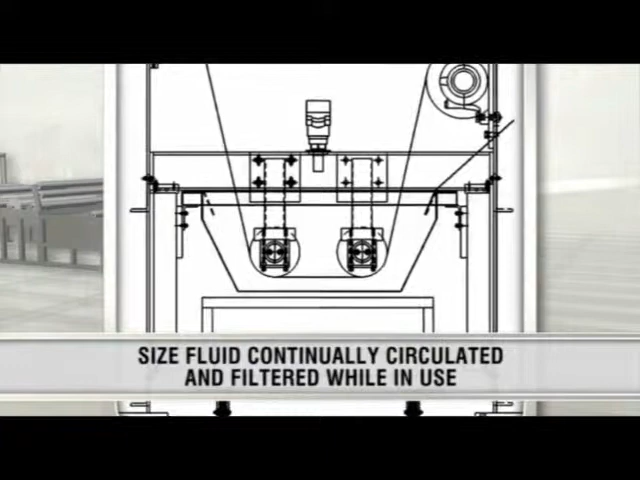 SIZE FLUID CONTINUALLY CIRCULATED
AND FILTERED WHILE IN USE